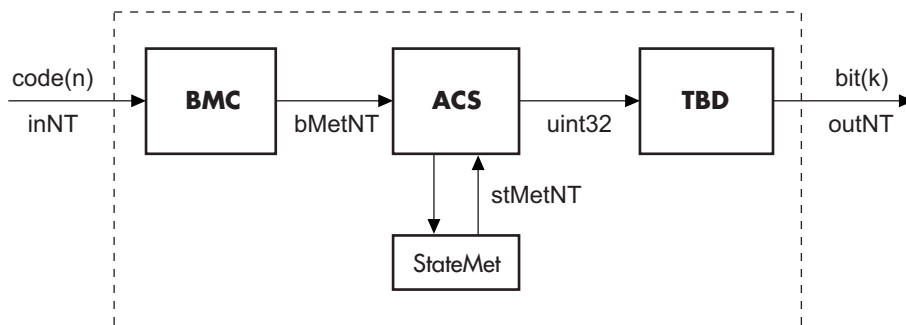 code(n)
inNT
BMC
bMetNT
ACS
uint32
TBD
bit(k)
outNT
stMetNT
StateMet